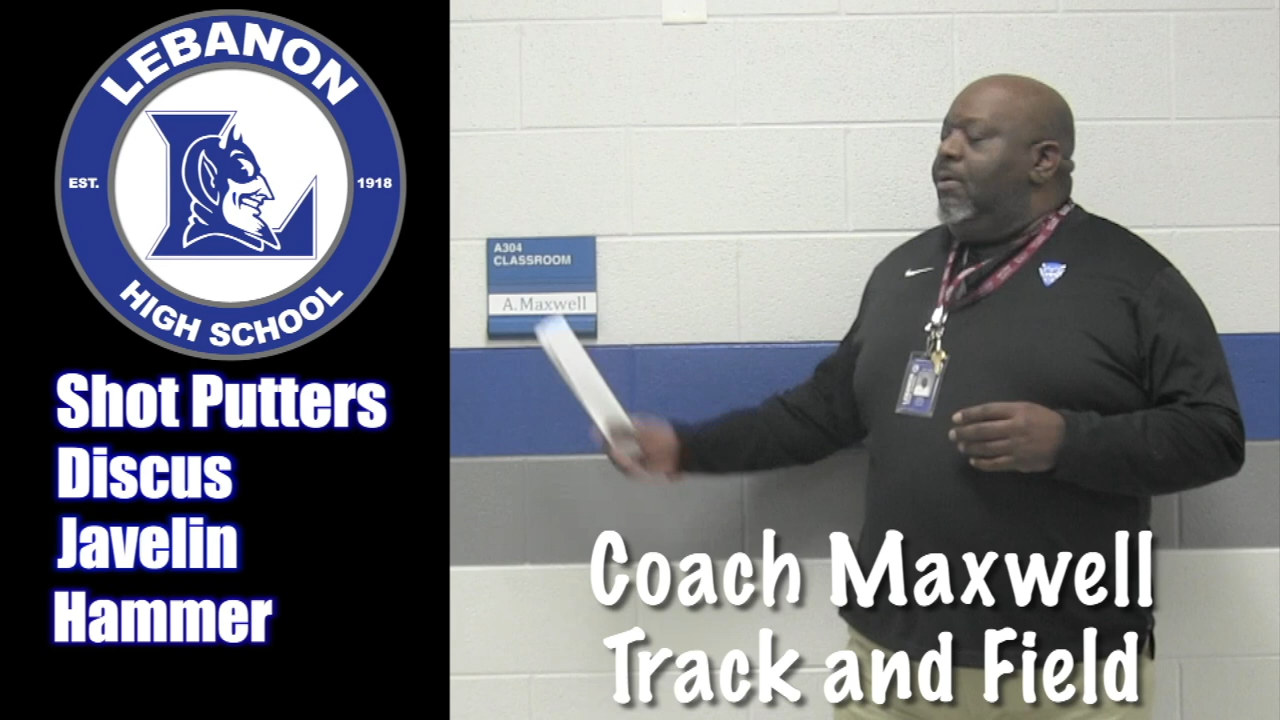 LEBANON
EST. 1918
HIGH SCHOOL
Shot Putters
Discus
Javelin
Hammer
A304
CLASSROOM
A. Maxwell
Coach Maxwell
Track and Field